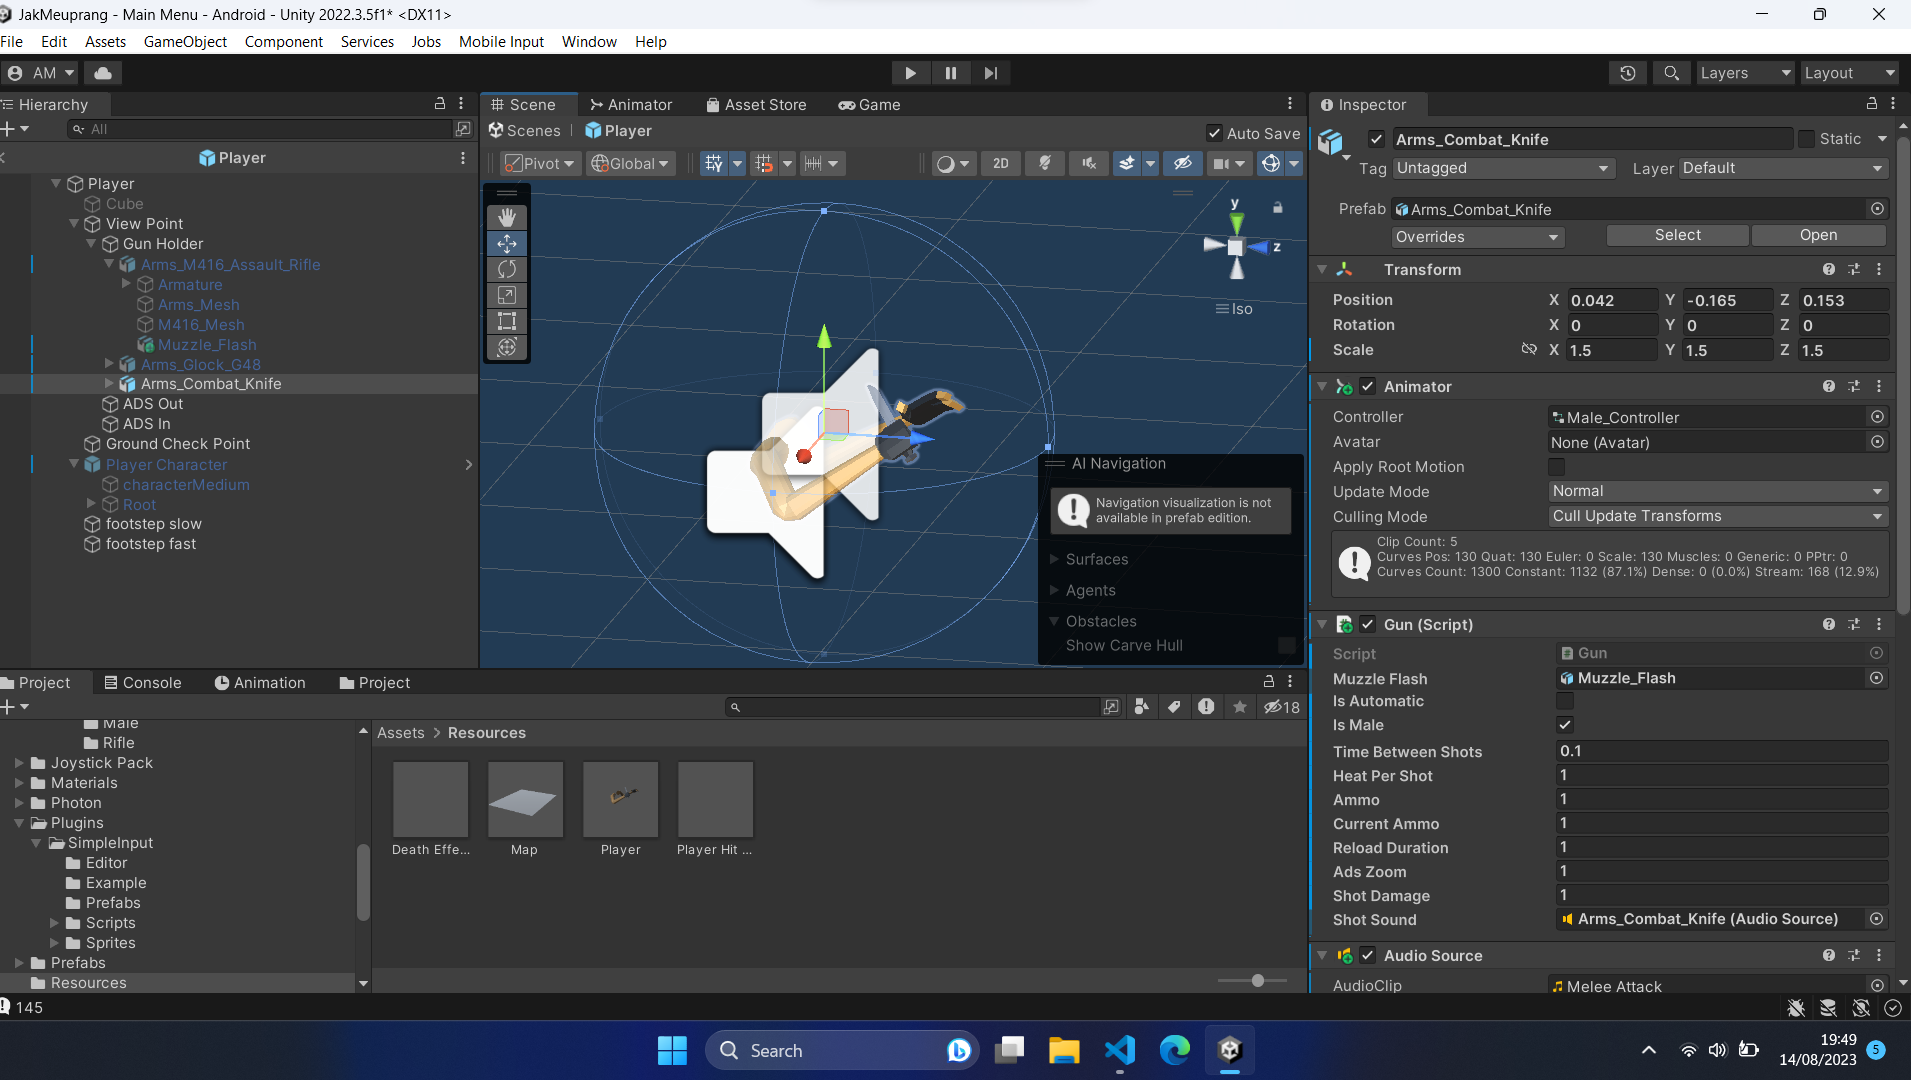 JakMeuprang - Main Menu - Android - Unity 2022.3.5f1* <DX11>
File Edit Assets GameObject Component Services Jobs Mobile Input Window Help
AM Layers Layout
Hierarchy
All
Player
Player
Cube
View Point
Gun Holder
Arms_M416_Assault_Rifle
Armature
Arms_Mesh
M416_Mesh
Muzzle_Flash
Arms_Glock_G48
Arms_Combat_Knife
ADS Out
ADS In
Ground Check Point
Player Character
characterMedium
Root
footstep slow
footstep fast
Scene Animator Asset Store Game
Scenes Player Auto Save
Pivot Global 2D
y
z
Iso
AI Navigation
Navigation visualization is not
available in prefab edition.
Surfaces
Agents
Obstacles
Show Carve Hull
Inspector
Arms_Combat_Knife Static
Tag Untagged Layer Default
Prefab Arms_Combat_Knife
Overrides Select Open
Transform
Position X 0.042 Y -0.165 Z 0.153
Rotation X 0 Y 0 Z 0
Scale X 1.5 Y 1.5 Z 1.5
Animator
Controller Male_Controller
Avatar None (Avatar)
Apply Root Motion
Update Mode Normal
Culling Mode Cull Update Transforms
Clip Count: 5
Curves Pos: 130 Quat: 130 Euler: 0 Scale: 130 Muscles: 0 Generic: 0 PPtr: 0
Curves Count: 1300 Constant: 1132 (87.1%) Dense: 0 (0.0%) Stream: 168 (12.9%)
Gun (Script)
Script Gun
Muzzle Flash Muzzle_Flash
Is Automatic
Is Male
Time Between Shots 0.1
Heat Per Shot 1
Ammo 1
Current Ammo 1
Reload Duration 1
Ads Zoom 1
Shot Damage 1
Shot Sound Arms_Combat_Knife (Audio Source)
Audio Source
AudioClip Melee Attack
Project Console Animation Project
18
Male
Rifle
Joystick Pack
Materials
Photon
Plugins
SimpleInput
Editor
Example
Prefabs
Scripts
Sprites
Prefabs
Resources
Assets > Resources
Death Effe... Map Player Player Hit ...
145
Search
19:49
14/08/2023
5